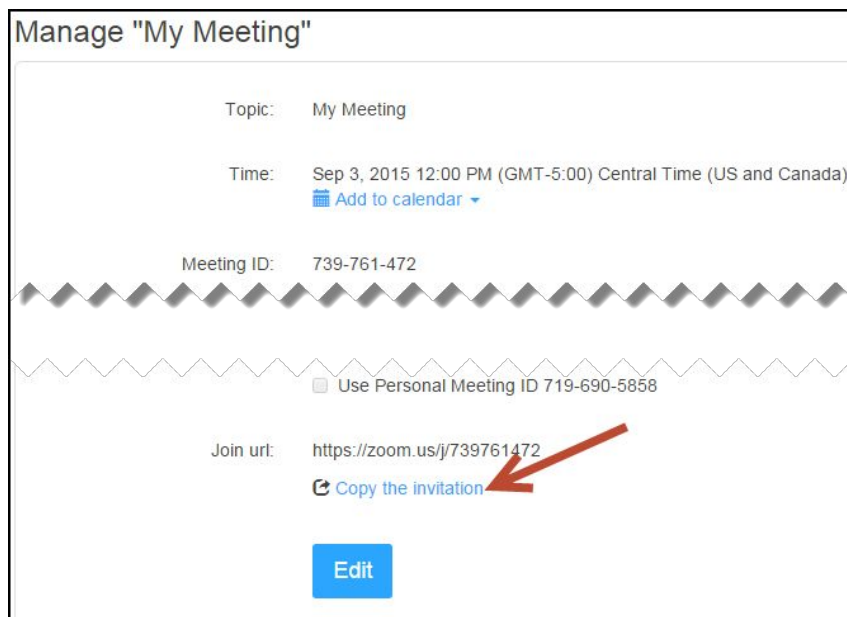 Manage "My Meeting"
Topic: My Meeting
Time: Sep 3, 2015 12:00 PM (GMT-5:00) Central Time (US and Canada)
Add to calendar
Meeting ID: 739-761-472
Use Personal Meeting ID 719-690-5858
Join url: https://zoom.us/j/739761472
Copy the invitation
Edit